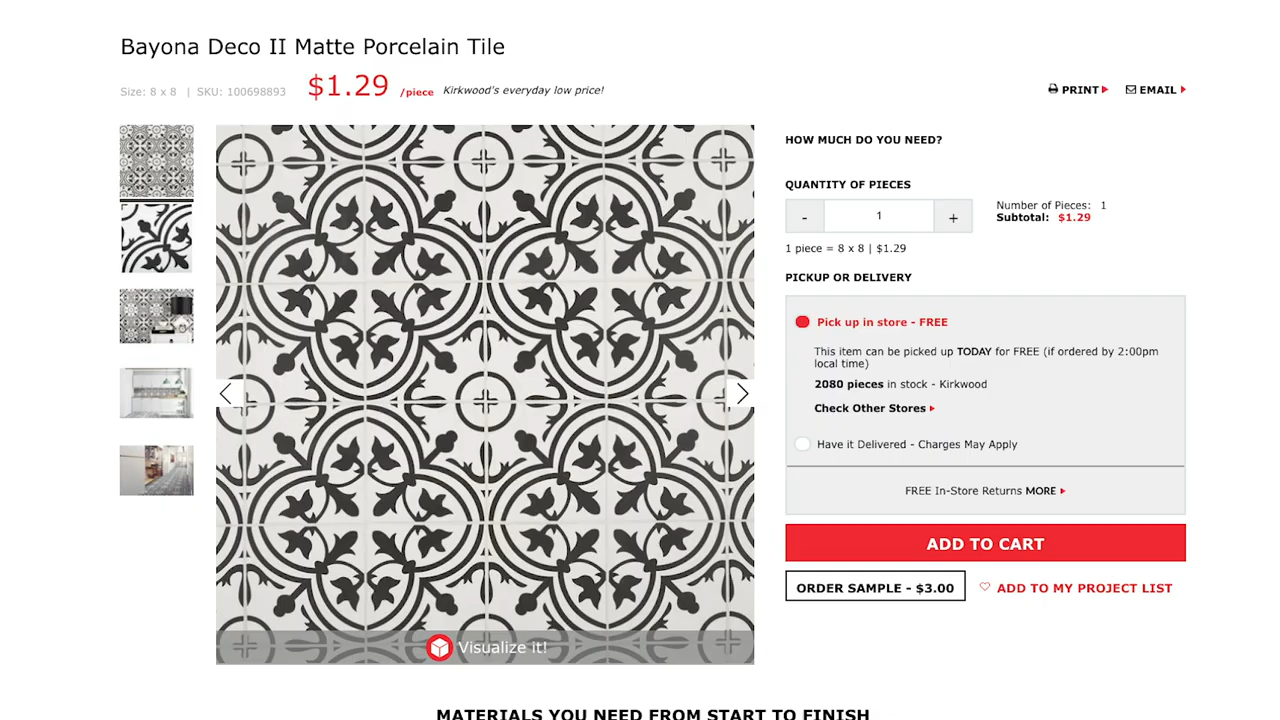 Bayona Deco II Matte Porcelain Tile
Size: 8 x 8 | SKU: 100698893 $1.29 /piece Kirkwood's everyday low price!
PRINT EMAIL
HOW MUCH DO YOU NEED?
QUANTITY OF PIECES
- 1 +
Number of Pieces: 1
Subtotal: $1.29
1 piece = 8 x 8 | $1.29
PICKUP OR DELIVERY
Pick up in store - FREE
This item can be picked up TODAY for FREE (if ordered by 2:00pm
local time)
2080 pieces in stock - Kirkwood
Check Other Stores
Have it Delivered - Charges May Apply
FREE In-Store Returns MORE
ADD TO CART
ORDER SAMPLE - $3.00
ADD TO MY PROJECT LIST
Visualize it!
MATERIALS YOU NEED FROM START TO FINISH